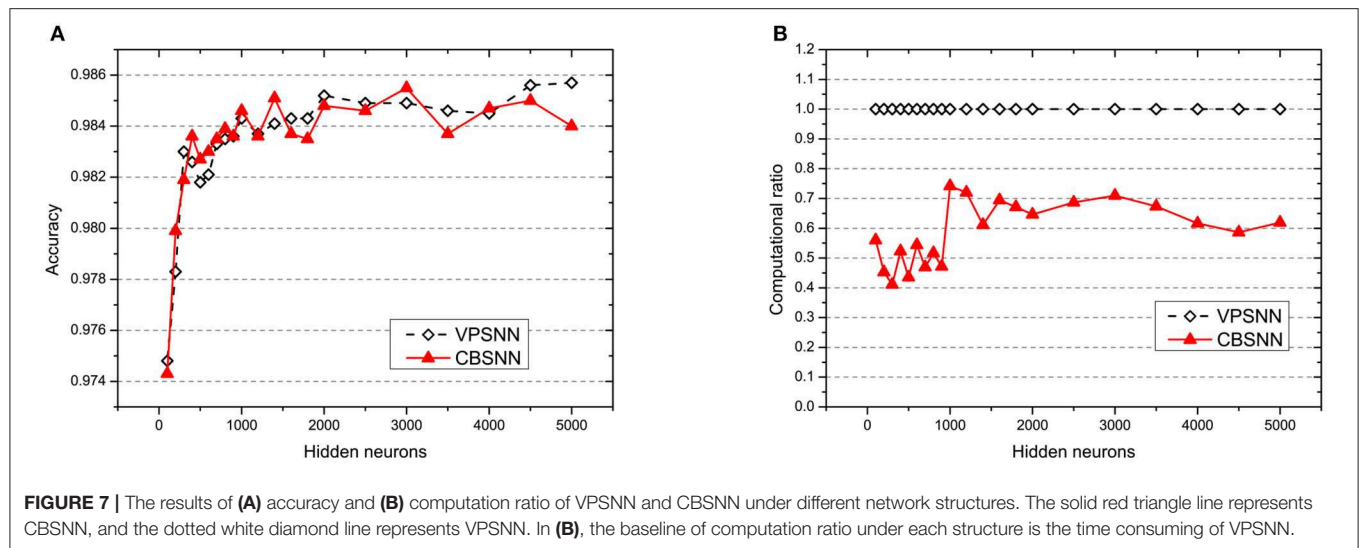 A
0.986
0.984
0.982
0.980
0.978
0.976
0.974
Accuracy
0 1000 2000 3000 4000 5000
Hidden neurons
VPSNN
CBSNN
B
1.2
1.1
1.0
0.9
0.8
0.7
0.6
0.5
0.4
0.3
0.2
0.1
0.0
Computational ratio
0 1000 2000 3000 4000 5000
Hidden neurons
VPSNN
CBSNN
FIGURE 7 | The results of (A) accuracy and (B) computation ratio of VPSNN and CBSNN under different network structures. The solid red triangle line represents
CBSNN, and the dotted white diamond line represents VPSNN. In (B), the baseline of computation ratio under each structure is the time consuming of VPSNN.